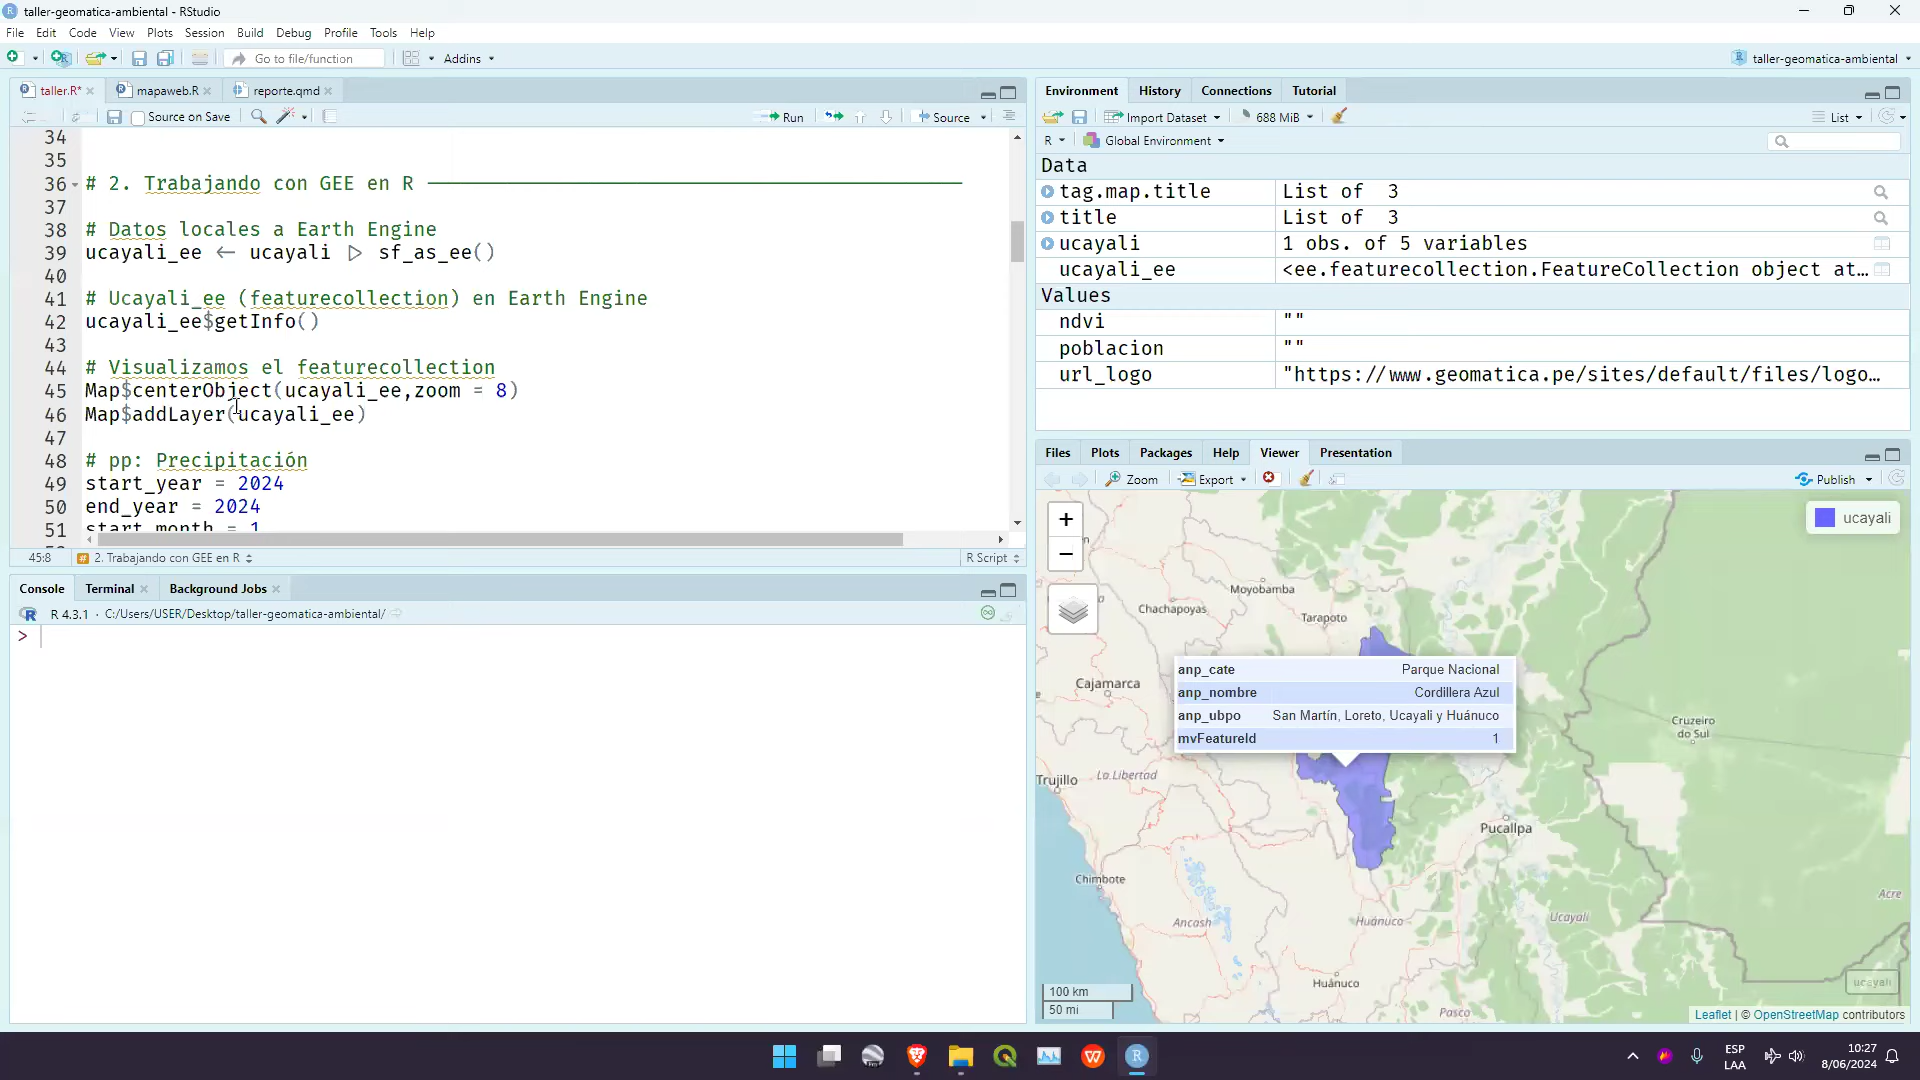 taller-geomatica-ambiental - RStudio
File Edit Code View Plots Session Build Debug Profile Tools Help
Go to file/function Addins taller-geomatica-ambiental
taller.R* mapaweb.R reporte.qmd
Source on Save Run Source
34
35
36 # 2. Trabajando con GEE en R
37
38 # Datos locales a Earth Engine
39 ucayali_ee <- ucayali |> sf_as_ee()
40
41 # Ucayali_ee (featurecollection) en Earth Engine
42 ucayali_ee$getInfo()
43
44 # Visualizamos el featurecollection
45 Map$centerObject(ucayali_ee,zoom = 8)
46 Map$addLayer(ucayali_ee)
47
48 # pp: Precipitación
49 start_year = 2024
50 end_year = 2024
51 start_month = 1
45:8 2. Trabajando con GEE en R R Script
Console Terminal Background Jobs
R 4.3.1 · C:/Users/USER/Desktop/taller-geomatica-ambiental/
>
Environment History Connections Tutorial
Import Dataset 688 MiB List
R Global Environment
Data
tag.map.title List of 3
title List of 3
ucayali 1 obs. of 5 variables
ucayali_ee <ee.featurecollection.FeatureCollection object at…
Values
ndvi ""
poblacion ""
url_logo "https://www.geomatica.pe/sites/default/files/logo…
Files Plots Packages Help Viewer Presentation
Zoom Export Publish
+
−
ucayali
Moyobamba
Chachapoyas
Tarapoto
Cajamarca
anp_cate Parque Nacional
anp_nombre Cordillera Azul
anp_ubpo San Martín, Loreto, Ucayali y Huánuco
mvFeatureId 1
Cruzeiro do Sul
Trujillo
La Libertad
Pucallpa
Chimbote
Acre
Ancash
Huánuco
Ucayali
Huánuco
100 km
50 mi
Pasco
ucayali
Leaflet | © OpenStreetMap contributors
ESP
LAA
10:27
8/06/2024